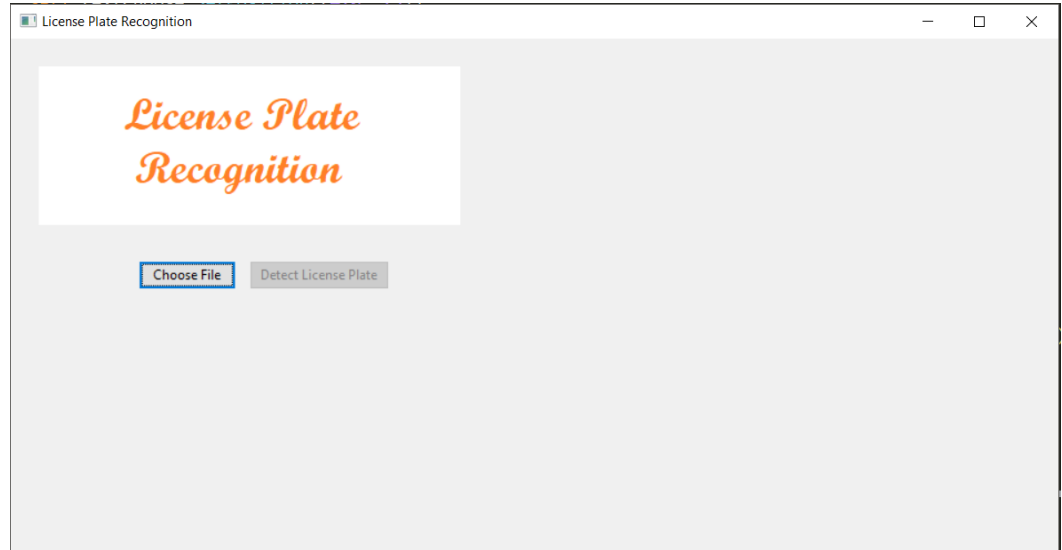 License Plate Recognition
License Plate
Recognition
Choose File
Detect License Plate